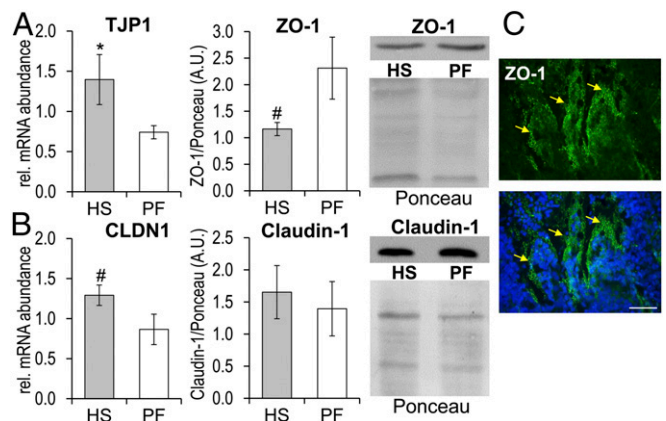 A
TJP1
rel. mRNA abundance
2.0
1.5
1.0
0.5
0.0
*
HS PF
ZO-1
ZO-1/Ponceau (A.U.)
3.0
2.5
2.0
1.5
1.0
0.5
0.0
#
HS PF
ZO-1
HS PF
Ponceau
B
CLDN1
rel. mRNA abundance
2.0
1.5
1.0
0.5
0.0
#
HS PF
Claudin-1
Claudin-1/Ponceau (A.U.)
2.5
2.0
1.5
1.0
0.5
0.0
HS PF
Claudin-1
HS PF
Ponceau
C
ZO-1